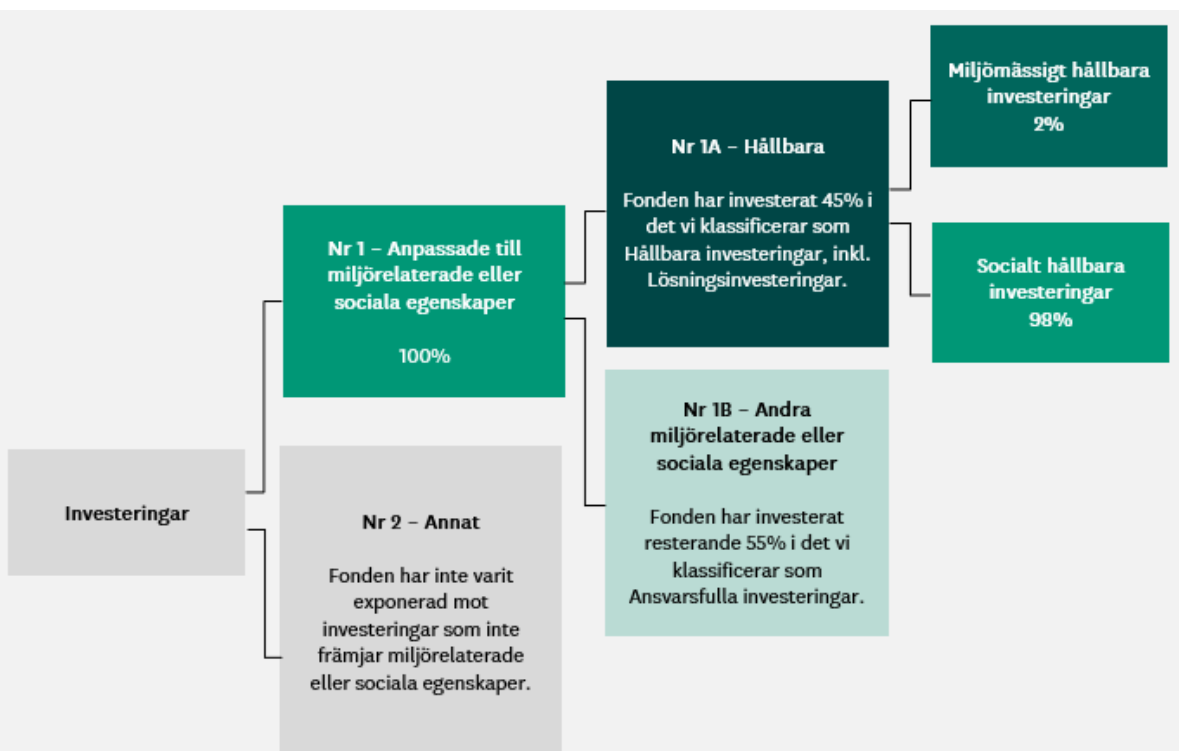 Investeringar
Nr 1 – Anpassade till
miljörelaterade eller
sociala egenskaper
100%
Nr 2 – Annat
Fonden har inte varit
exponerad mot
investeringar som inte
främjar miljörelaterade
eller sociala egenskaper.
Nr 1A – Hållbara
Fonden har investerat 45% i
det vi klassificerar som
Hållbara investeringar, inkl.
Lösningsinvesteringar.
Nr 1B – Andra
miljörelaterade eller
sociala egenskaper
Fonden har investerat
resterande 55% i det vi
klassificerar som
Ansvarsfulla investeringar.
Miljömässigt hållbara
investeringar
2%
Socialt hållbara
investeringar
98%